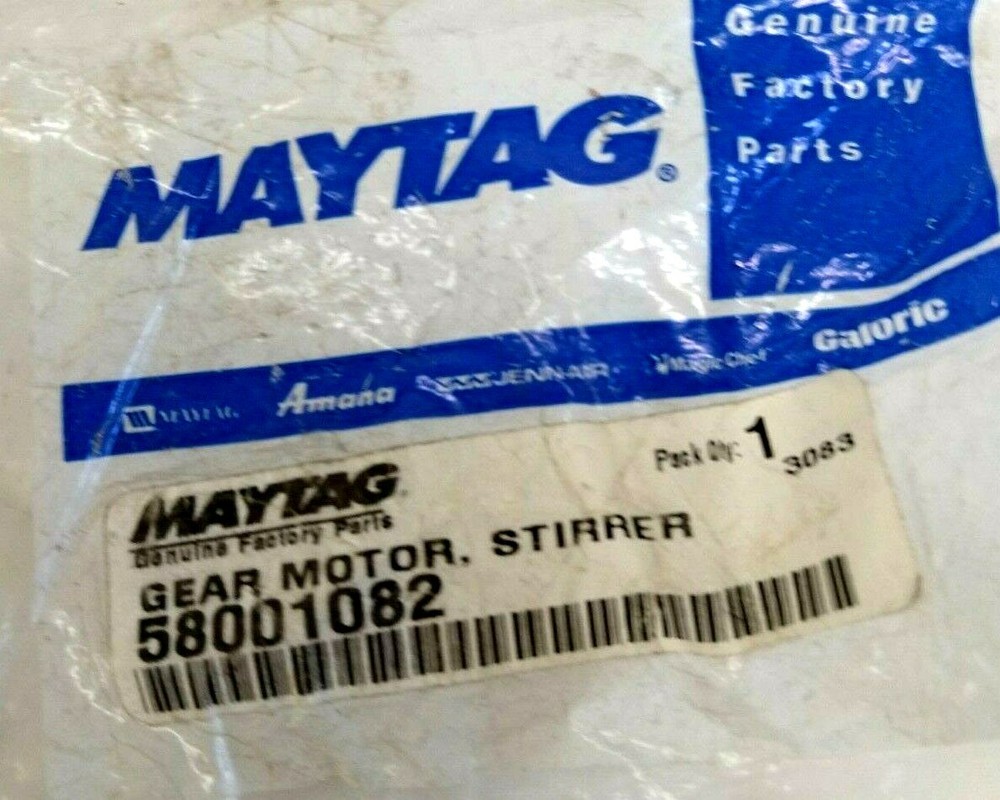 Genuine
Factory
Parts
MAYTAG®
MAYTAG Amana JENN-AIR Magic Chef Caloric
MAYTAG
Genuine Factory Parts
Pack Qty: 1 3083
GEAR MOTOR, STIRRER
58001082